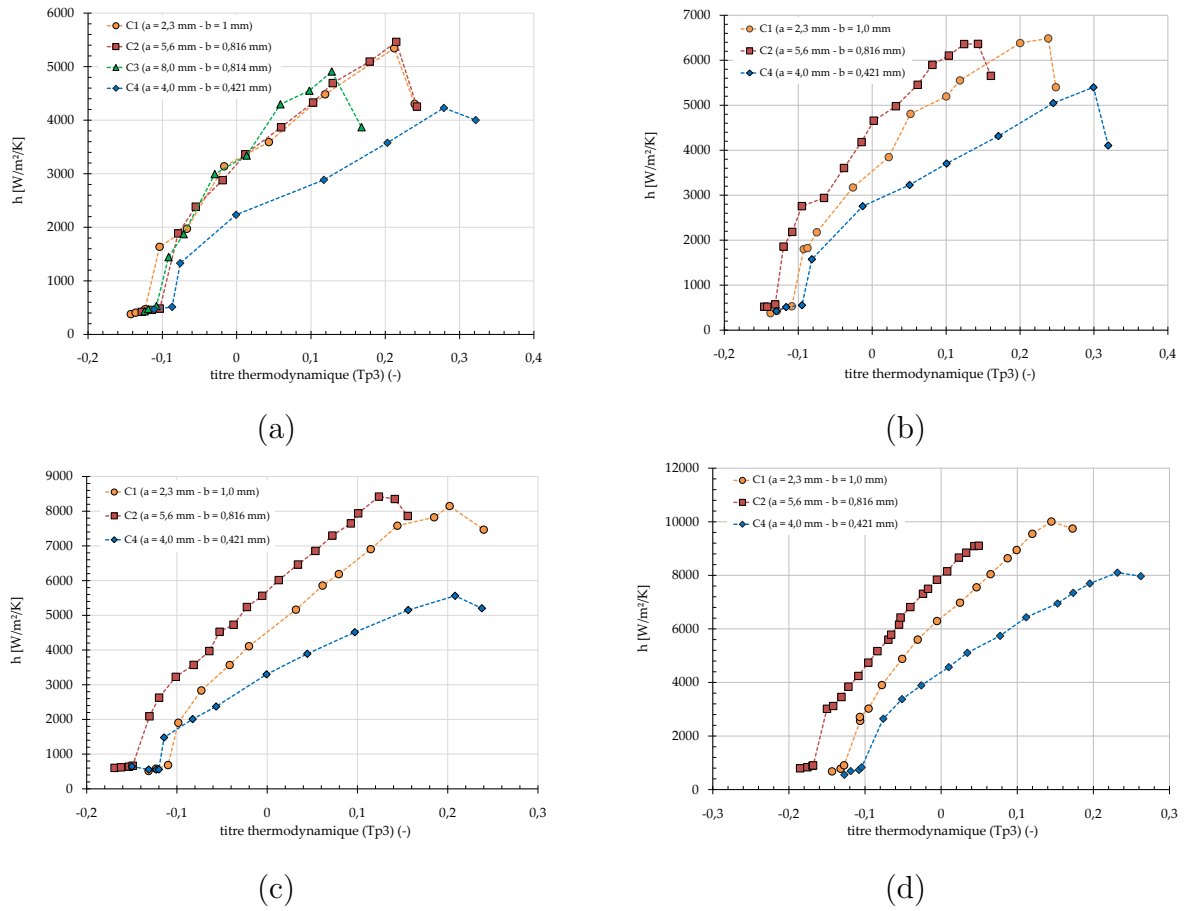 C1 (a = 2,3 mm - b = 1 mm)
C2 (a = 5,6 mm - b = 0,816 mm)
C3 (a = 8,0 mm - b = 0,814 mm)
C4 (a = 4,0 mm - b = 0,421 mm)
6000
5000
4000
3000
2000
1000
0
h [W/m²/K]
-0,2
-0,1
0
0,1
0,2
0,3
0,4
titre thermodynamique (Tp3) (-)
(a)
C1 (a = 2,3 mm - b = 1,0 mm
C2 (a = 5,6 mm - b = 0,816 mm)
C4 (a = 4,0 mm - b = 0,421 mm)
7000
6000
5000
4000
3000
2000
1000
0
h [W/m²/K]
-0,2
-0,1
0
0,1
0,2
0,3
0,4
titre thermodynamique (Tp3) (-)
(b)
C1 (a = 2,3 mm - b = 1,0 mm)
C2 (a = 5,6 mm - b = 0,816 mm)
C4 (a = 4,0 mm - b = 0,421 mm)
9000
8000
7000
6000
5000
4000
3000
2000
1000
0
h [W/m²/K]
-0,2
-0,1
0
0,1
0,2
0,3
titre thermodynamique (Tp3) (-)
(c)
C1 (a = 2,3 mm - b = 1,0 mm)
C2 (a = 5,6 mm - b = 0,816 mm)
C4 (a = 4,0 mm - b = 0,421 mm)
12000
10000
8000
6000
4000
2000
0
h [W/m²/K]
-0,3
-0,2
-0,1
0
0,1
0,2
0,3
titre thermodynamique (Tp3) (-)
(d)